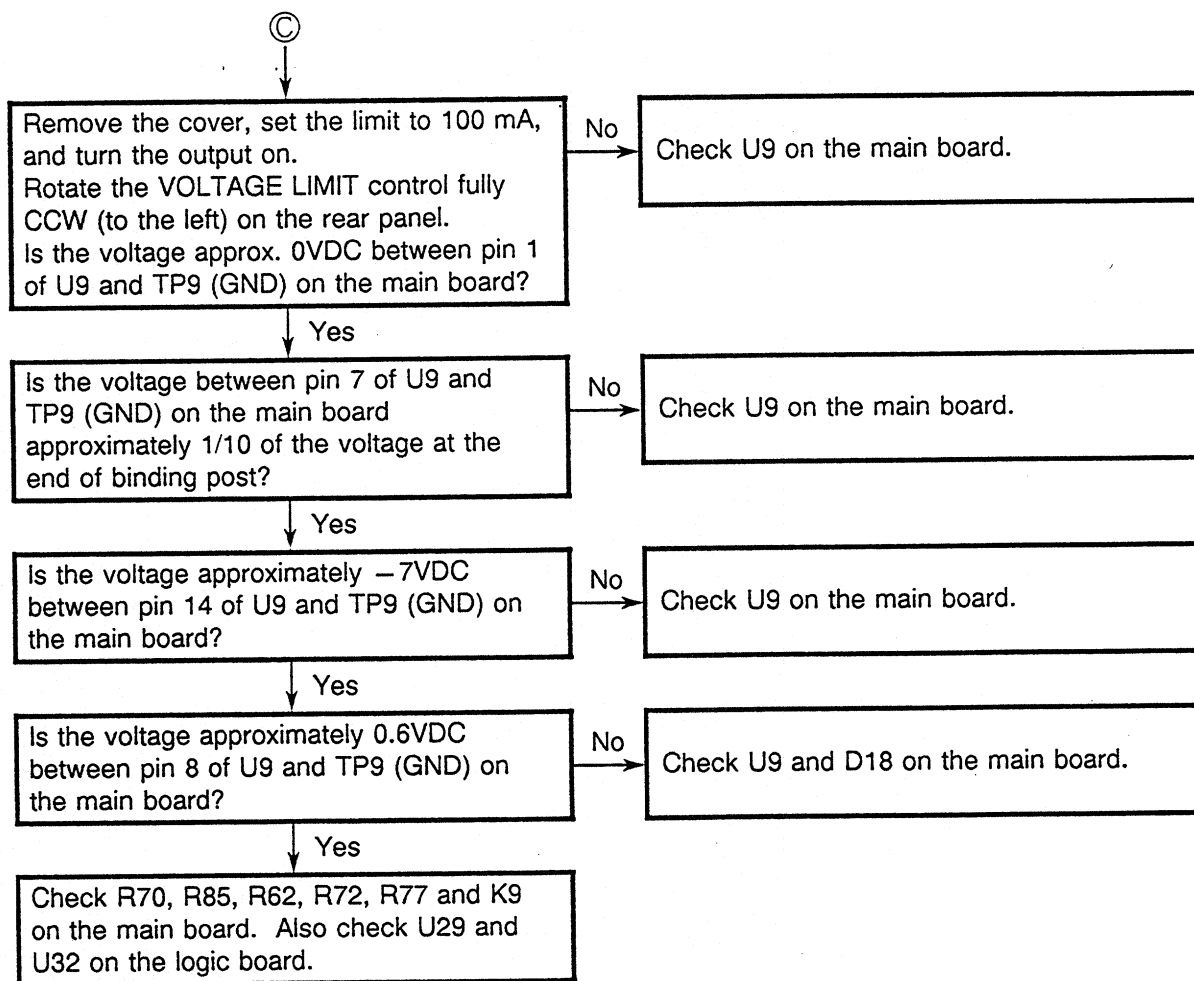 C
Remove the cover, set the limit to 100 mA,
and turn the output on.
Rotate the VOLTAGE LIMIT control fully
CCW (to the left) on the rear panel.
Is the voltage approx. 0VDC between pin 1
of U9 and TP9 (GND) on the main board?
No
Check U9 on the main board.
Yes
Is the voltage between pin 7 of U9 and
TP9 (GND) on the main board
approximately 1/10 of the voltage at the
end of binding post?
No
Check U9 on the main board.
Yes
Is the voltage approximately –7VDC
between pin 14 of U9 and TP9 (GND) on
the main board?
No
Check U9 on the main board.
Yes
Is the voltage approximately 0.6VDC
between pin 8 of U9 and TP9 (GND) on
the main board?
No
Check U9 and D18 on the main board.
Yes
Check R70, R85, R62, R72, R77 and K9
on the main board. Also check U29 and
U32 on the logic board.